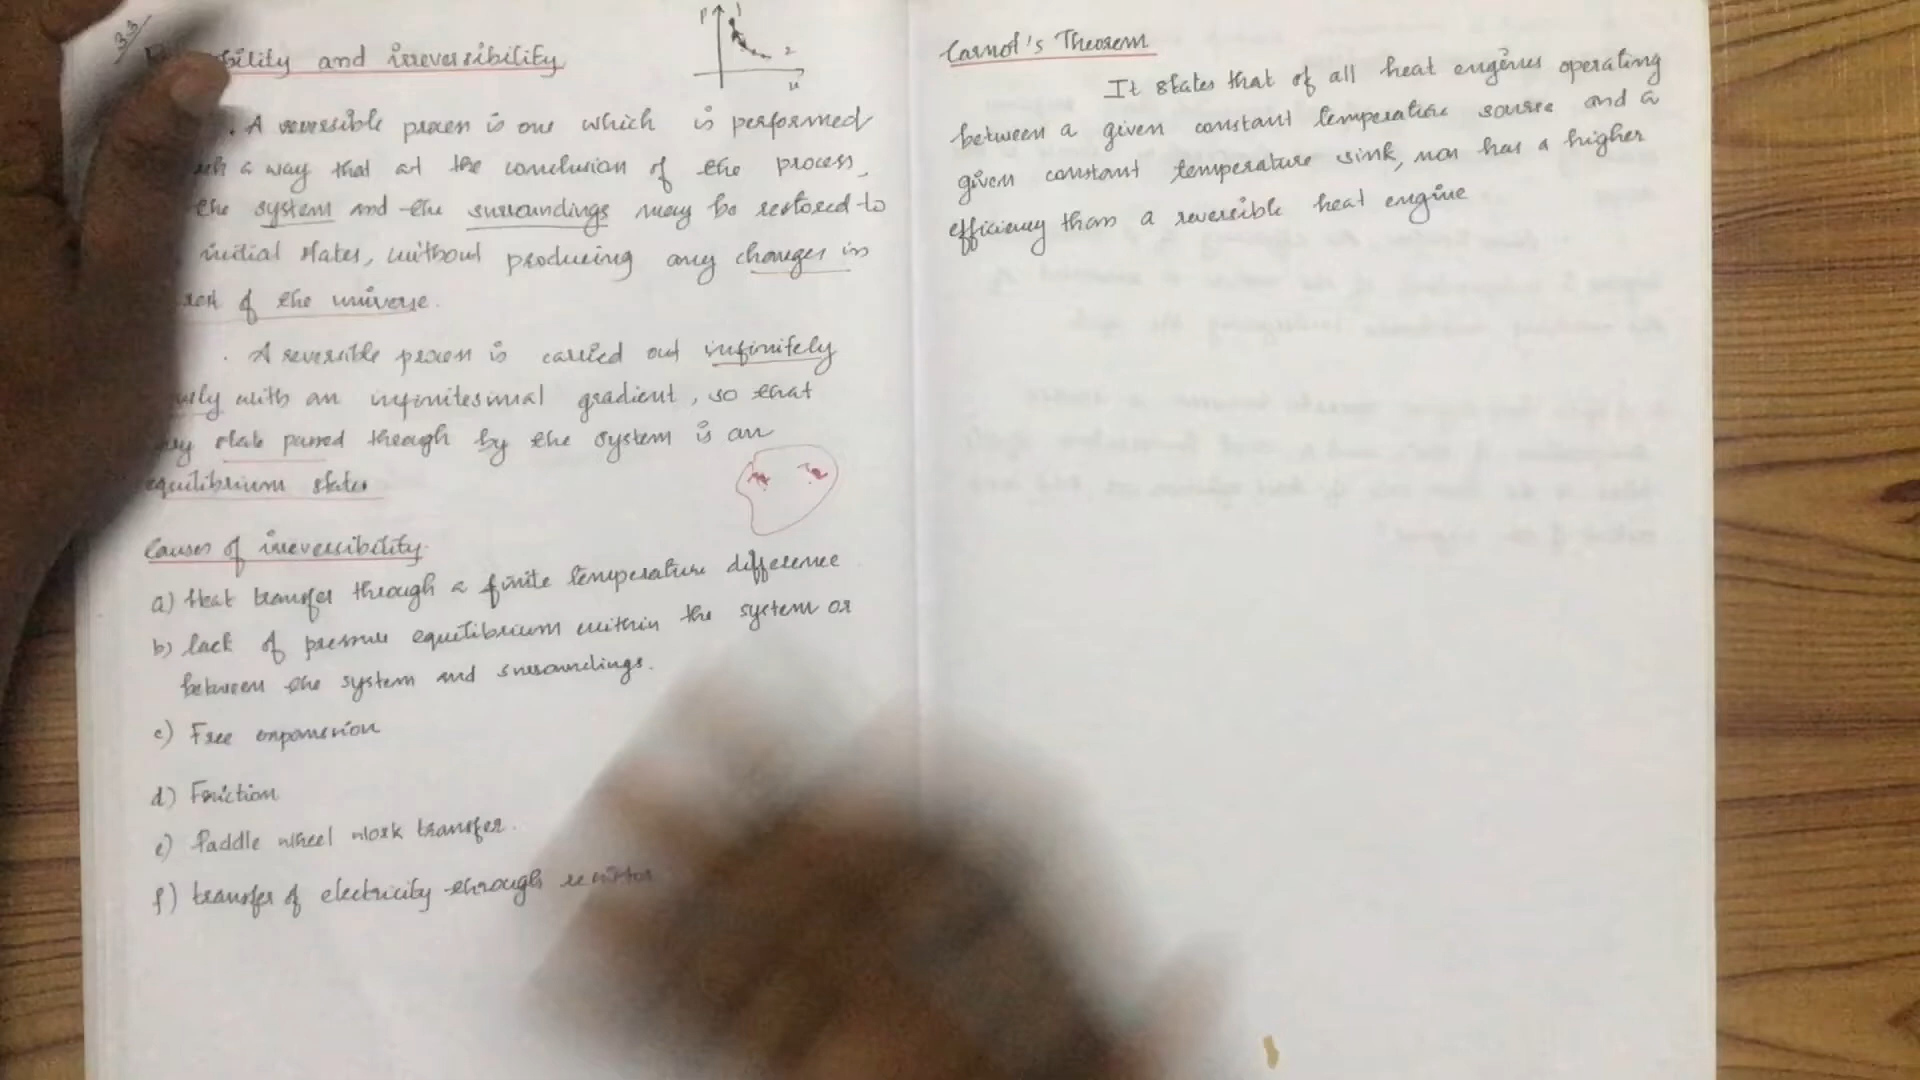 33
bility and irreversibility
P 1
2
. A reversible process is one which is performed
a way that at the conclusion of the process,
the system and the surroundings may be restored to
initial states, without producing any changes in
of the universe.
. A reversible process is carried out infinitely
with an infinitesimal gradient, so that
state passed through by the system is an
equilibrium states
Causes of irreversibility.
a) Heat transfer through a finite temperature difference
b) lack of pressure equilibrium within the system or
between the system and surroundings.
c) Free expansion
d) Friction
e) Paddle wheel work transfer.
f) transfer of electricity through resistor
Carnot's Theorem
It states that of all heat engines operating
between a given constant temperature source and a
given constant temperature sink, non has a higher
efficiency than a reversible heat engine